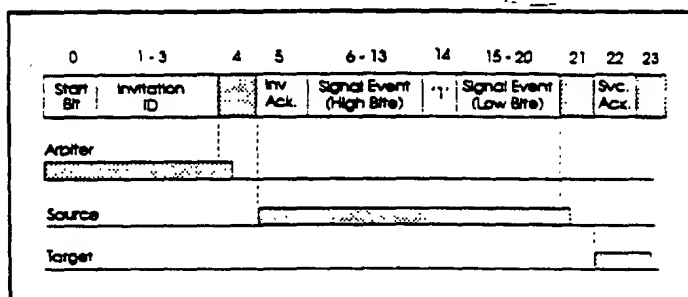 0 1 - 3 4 5 6 - 13 14 15 - 20 21 22 23
Start Invitation Inv Signal Event '1' Signal Event Svc.
Bit ID Ack. (High Bite) (Low Bite) Ack.
Arbiter
Source
Target